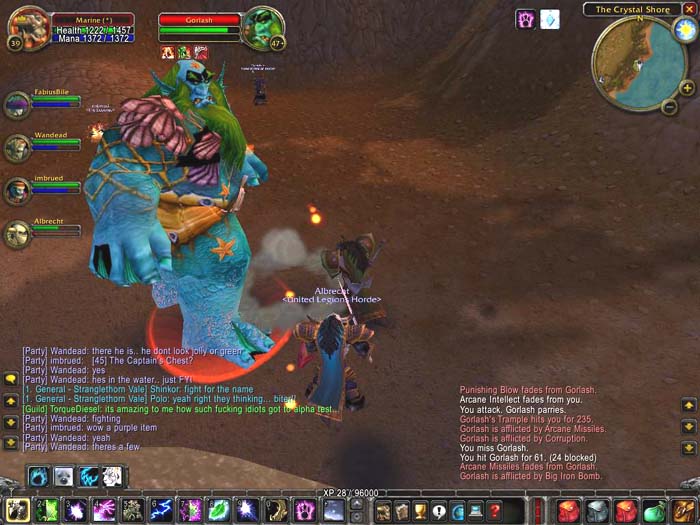 Marine (*)
Health 1222 / 1457
Mana 1372 / 1372
39
Gorlash
47+
The Crystal Shore
N
FabiusBile
Wandead
imbrued
Albrecht
Albrecht
<United Legions Horde>
[Party] Wandead: there he is.. he dont look jolly or green
[Party] imbrued: [45] The Captain's Chest?
[Party] Wandead: yes
[Party] Wandead: hes in the water.. just FYI
[1. General - Stranglethorn Vale] Shinkor: fight for the name
[1. General - Stranglethorn Vale] Polo: yeah right they thinking... biter!!
[Guild] TorqueDiesel: its amazing to me how such fucking idiots got to alpha test..
[Party] Wandead: fighting
[Party] imbrued: wow a purple item
[Party] Wandead: yeah
[Party] Wandead: theres a few
Punishing Blow fades from Gorlash.
Arcane Intellect fades from you.
You attack. Gorlash parries.
Gorlash's Trample hits you for 235.
Gorlash is afflicted by Arcane Missiles.
Gorlash is afflicted by Corruption.
You miss Gorlash.
You hit Gorlash for 61. (24 blocked)
Arcane Missiles fades from Gorlash.
Gorlash is afflicted by Big Iron Bomb.
XP 28 / 96000